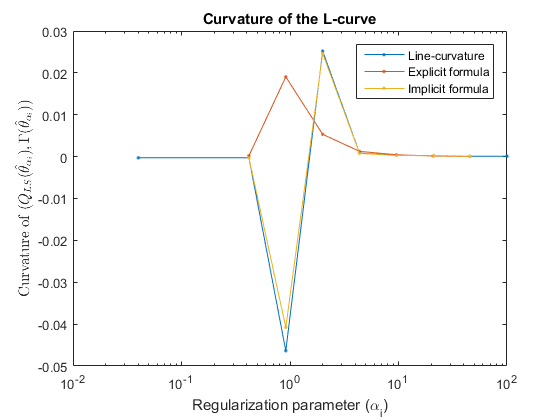 Curvature of the L-curve
Curvature of (Q_{LS}(\hat{θ}_{α_i}), Γ(\hat{θ}_{α_i}))
0.03
0.02
0.01
0
-0.01
-0.02
-0.03
-0.04
-0.05
Line-curvature
Explicit formula
Implicit formula
10^{-2} 10^{-1} 10^{0} 10^{1} 10^{2}
Regularization parameter (α_i)